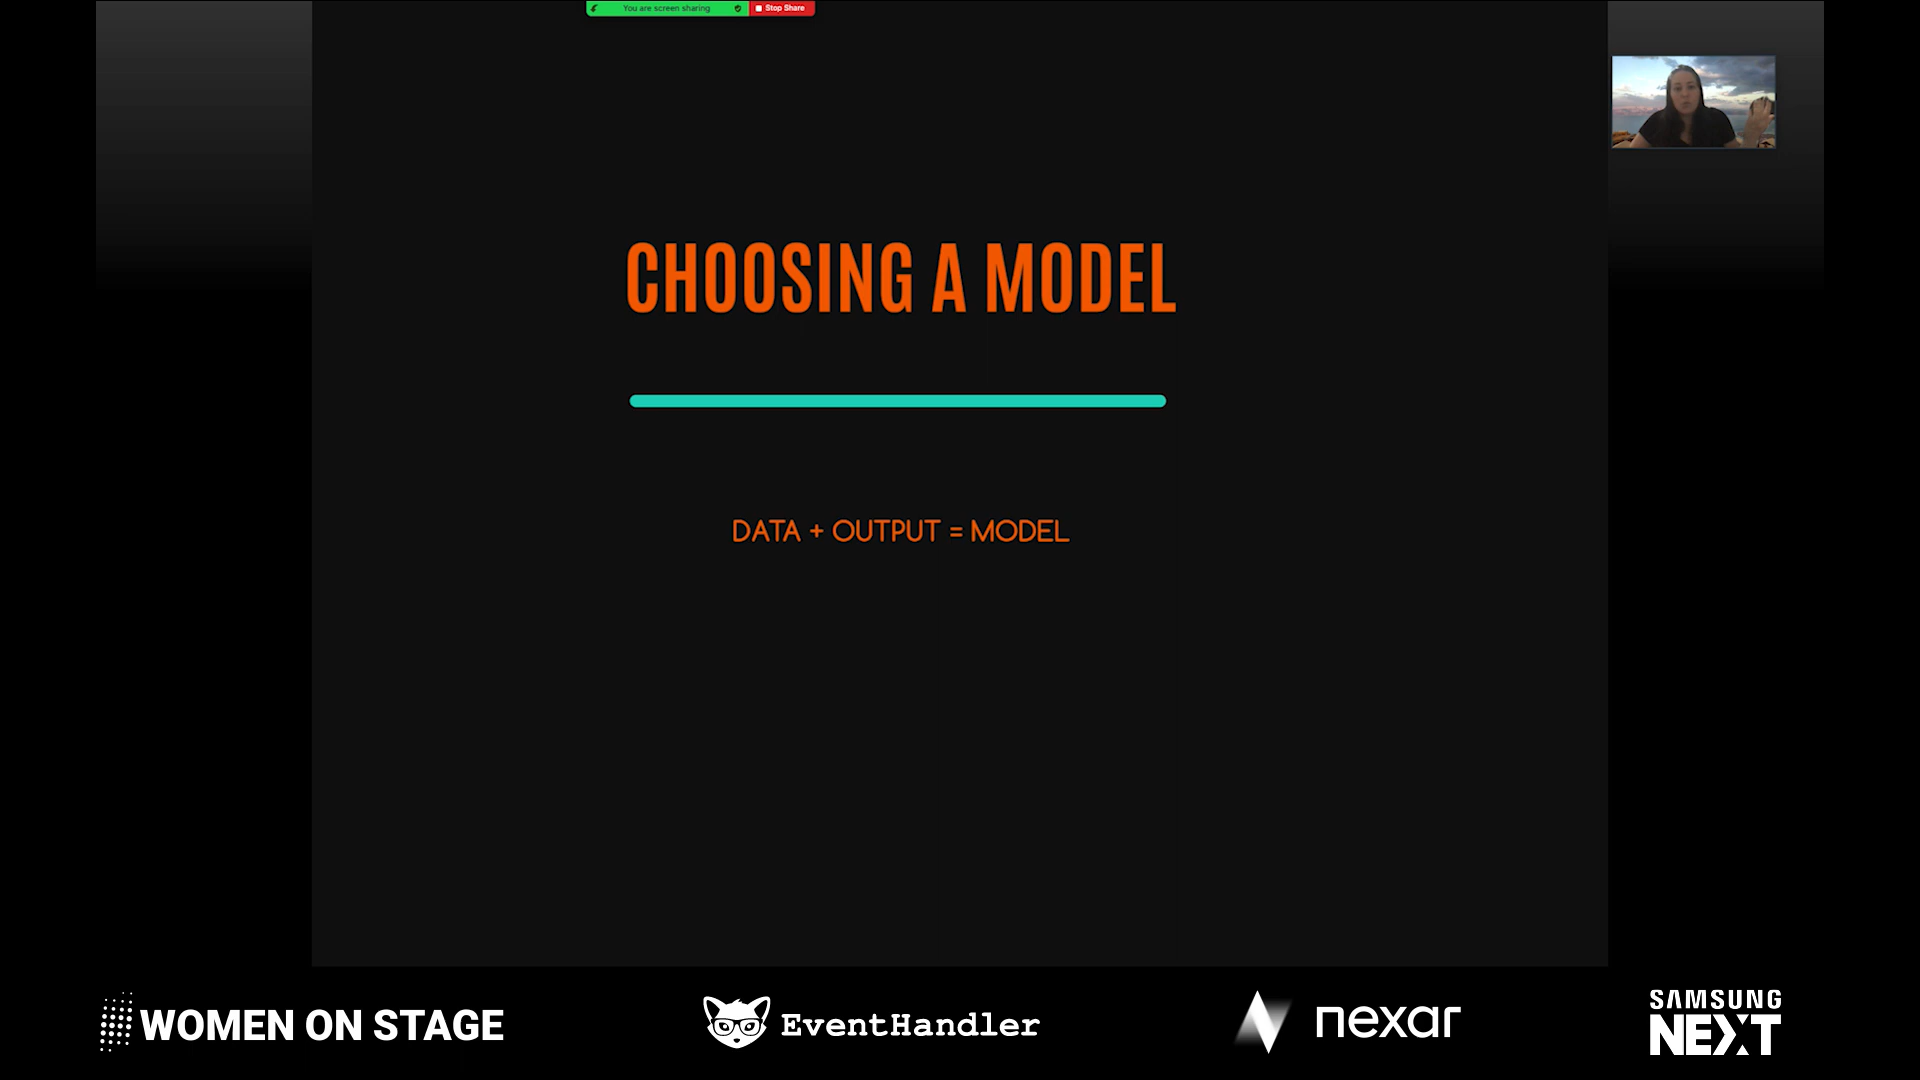 You are screen sharing
Stop Share
CHOOSING A MODEL
DATA + OUTPUT = MODEL
WOMEN ON STAGE
EventHandler
nexar
SAMSUNG
NEXT